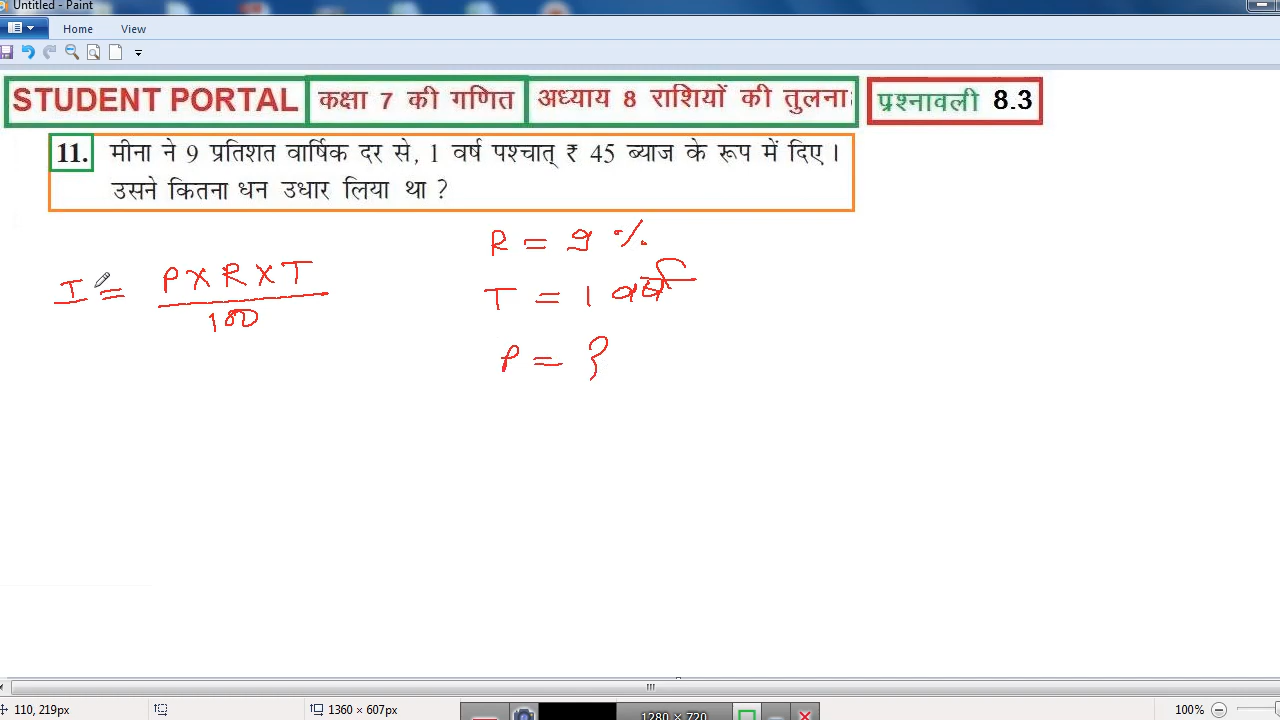 Untitled - Paint
Home View
STUDENT PORTAL कक्षा 7 की गणित अध्याय 8 राशियों की तुलना: प्रश्नावली 8.3
11. मीना ने 9 प्रतिशत वार्षिक दर से, 1 वर्ष पश्चात् ₹ 45 ब्याज के रूप में दिए ।
उसने कितना धन उधार लिया था ?
R = 9 %
I = P X R X T
100
T = 1 वर्ष
P = ?
110, 219px 1360 × 607px 1280 × 720 100%